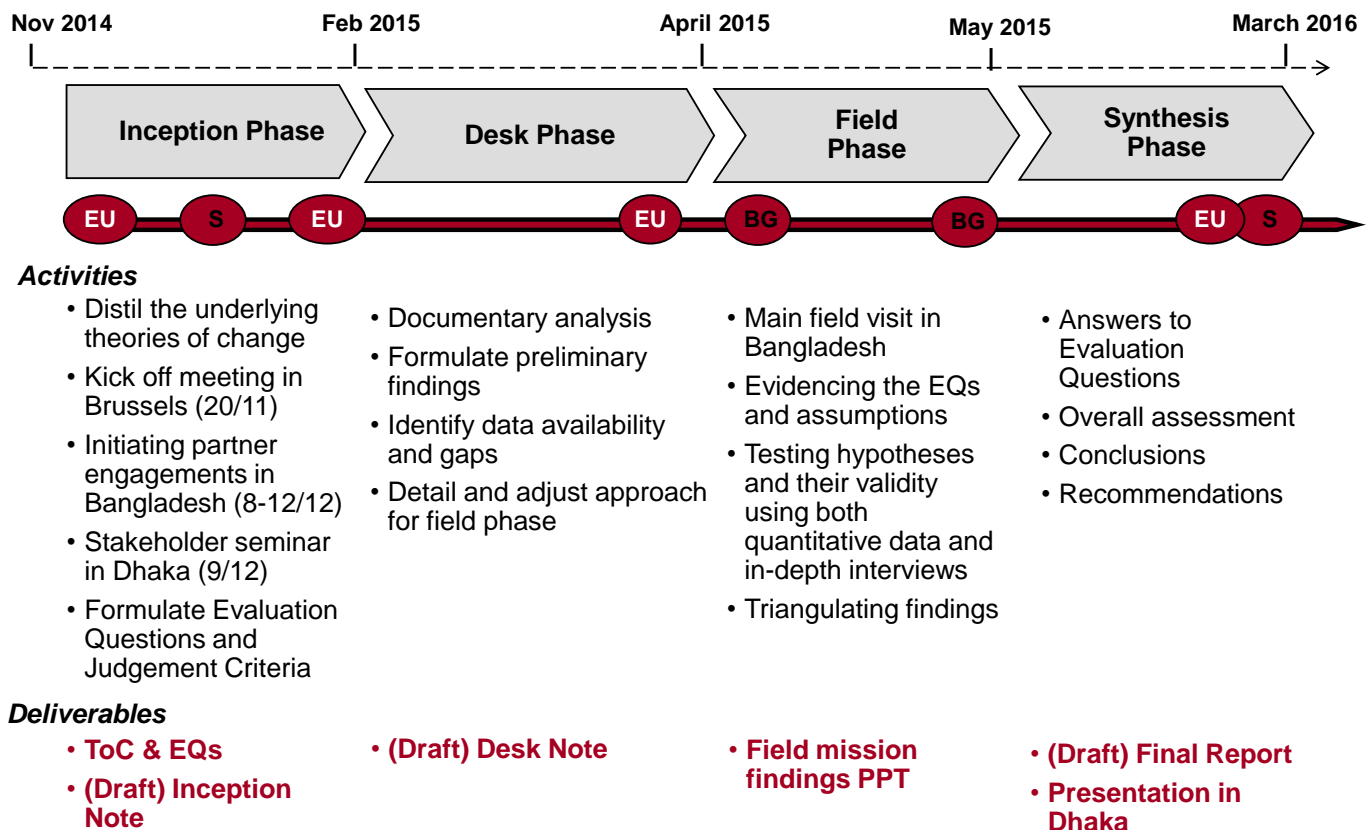 Nov 2014
Feb 2015
April 2015
May 2015
March 2016
Inception Phase
Desk Phase
Field
Phase
Synthesis
Phase
EU
S
EU
EU
BG
BG
EU
S
Activities
• Distil the underlying
theories of change
• Kick off meeting in
Brussels (20/11)
• Initiating partner
engagements in
Bangladesh (8-12/12)
• Stakeholder seminar
in Dhaka (9/12)
• Formulate Evaluation
Questions and
Judgement Criteria
• Documentary analysis
• Formulate preliminary
findings
• Identify data availability
and gaps
• Detail and adjust approach
for field phase
• Main field visit in
Bangladesh
• Evidencing the EQs
and assumptions
• Testing hypotheses
and their validity
using both
quantitative data and
in-depth interviews
• Triangulating findings
• Answers to
Evaluation
Questions
• Overall assessment
• Conclusions
• Recommendations
Deliverables
• ToC & EQs
• (Draft) Inception
Note
• (Draft) Desk Note
• Field mission
findings PPT
• (Draft) Final Report
• Presentation in
Dhaka